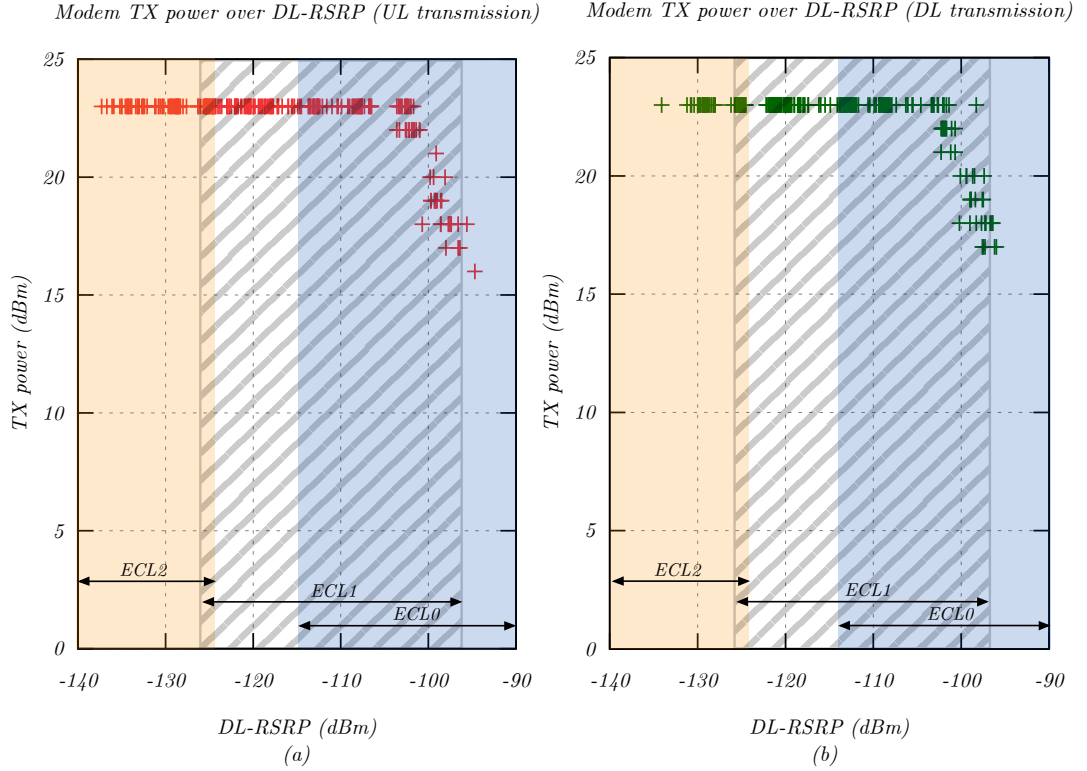 Modem TX power over DL-RSRP (UL transmission)
25
20
15
10
5
0
TX power (dBm)
ECL2
ECL1
ECL0
-140
-130
-120
-110
-100
-90
DL-RSRP (dBm)
(a)
Modem TX power over DL-RSRP (DL transmission)
25
20
15
10
5
0
TX power (dBm)
ECL2
ECL1
ECL0
-140
-130
-120
-110
-100
-90
DL-RSRP (dBm)
(b)